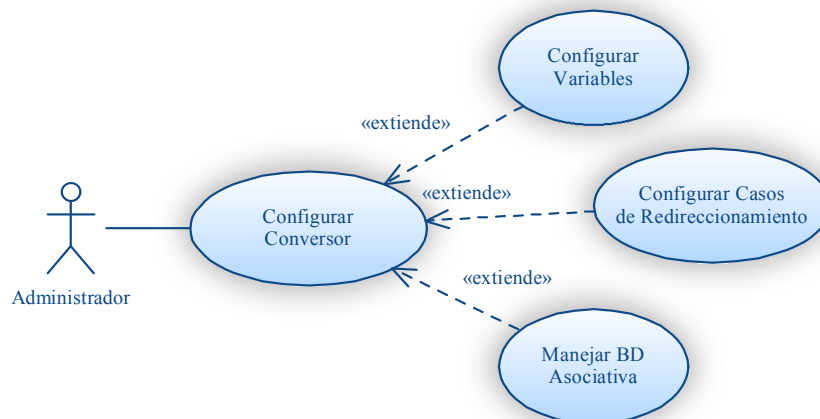 Configurar
Variables
«extiende»
«extiende»
Configurar Casos
de Redireccionamiento
Configurar
Conversor
«extiende»
Administrador
Manejar BD
Asociativa